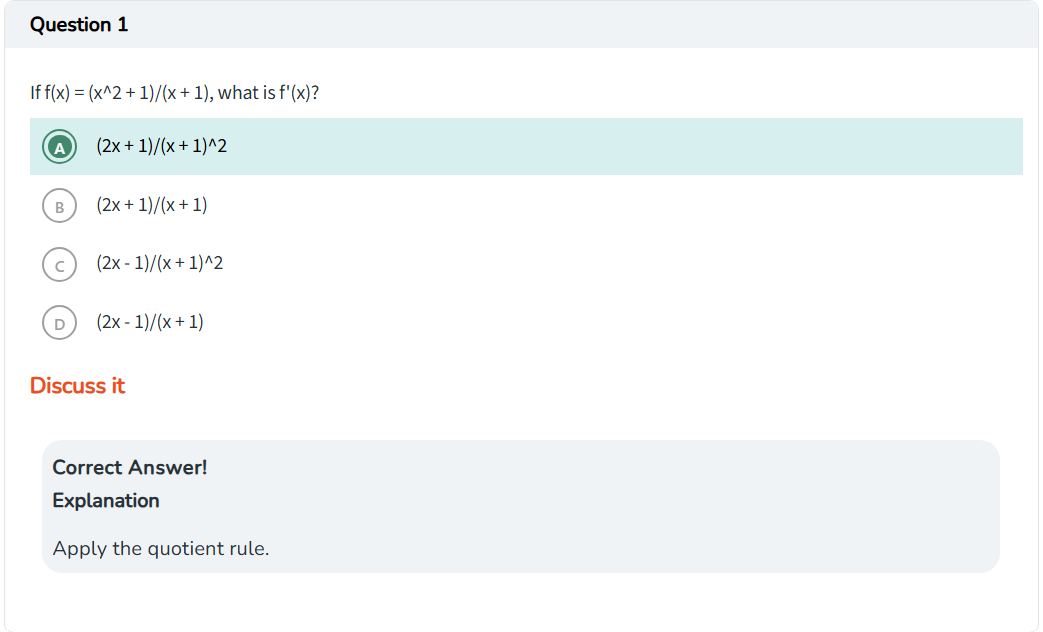 Question 1
If f(x) = (x^2 + 1)/(x + 1), what is f'(x)?
A (2x + 1)/(x + 1)^2
B (2x + 1)/(x + 1)
C (2x - 1)/(x + 1)^2
D (2x - 1)/(x + 1)
Discuss it
Correct Answer!
Explanation
Apply the quotient rule.